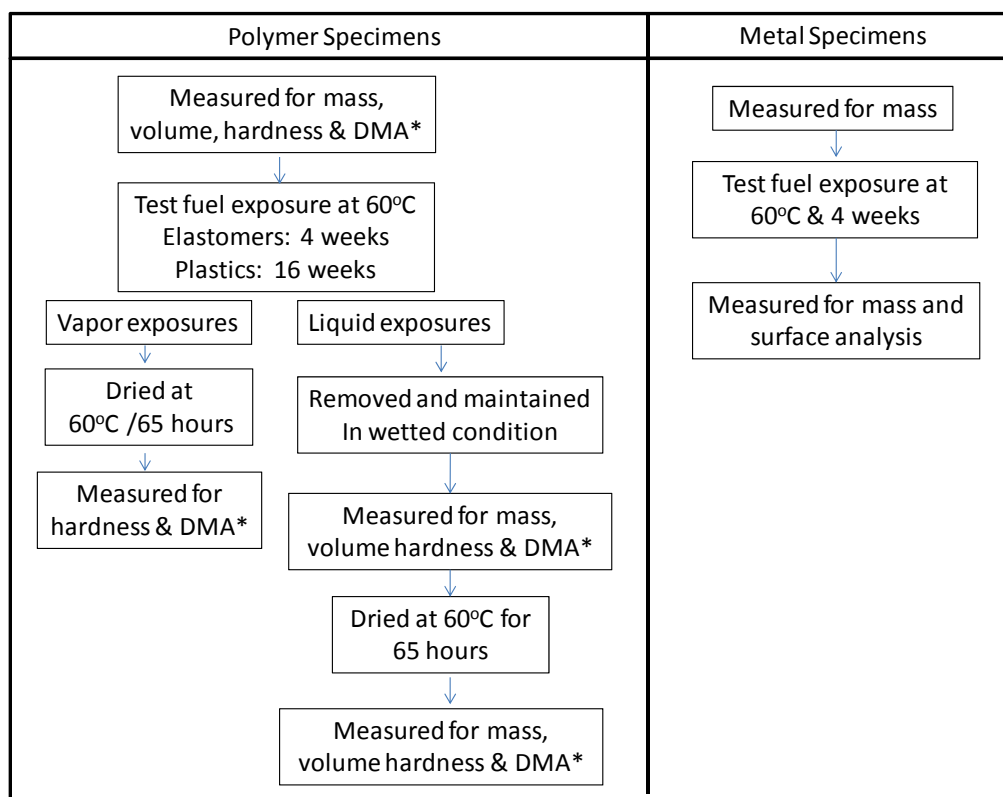 Polymer Specimens
Measured for mass,
volume, hardness & DMA*
Test fuel exposure at 60°C
Elastomers: 4 weeks
Plastics: 16 weeks
Vapor exposures
Dried at
60°C /65 hours
Measured for
hardness & DMA*
Liquid exposures
Removed and maintained
In wetted condition
Measured for mass,
volume hardness & DMA*
Dried at 60°C for
65 hours
Measured for mass,
volume hardness & DMA*
Metal Specimens
Measured for mass
Test fuel exposure at
60°C & 4 weeks
Measured for mass and
surface analysis